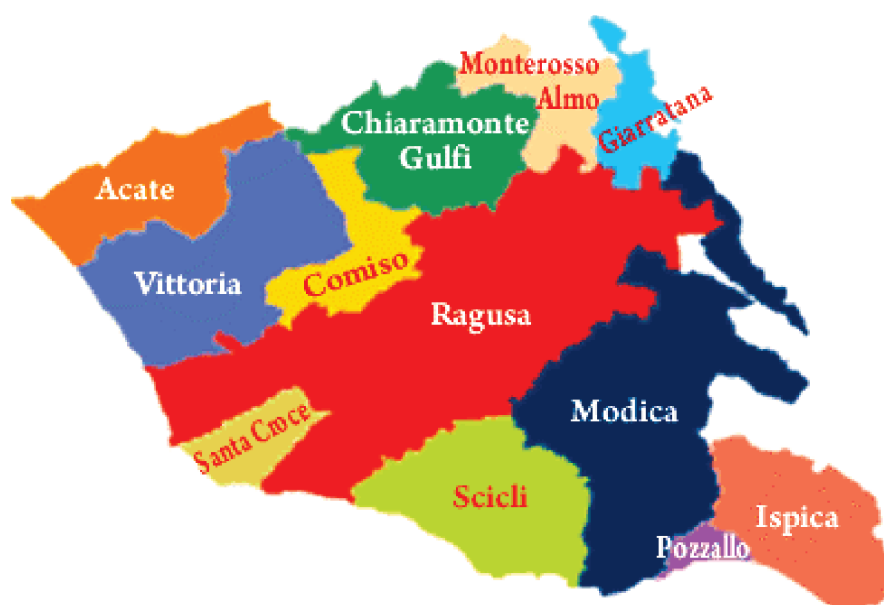 Monterosso
Almo
Giarratana
Chiaramonte
Gulfi
Acate
Vittoria
Comiso
Ragusa
Santa Croce
Modica
Scicli
Ispica
Pozzallo